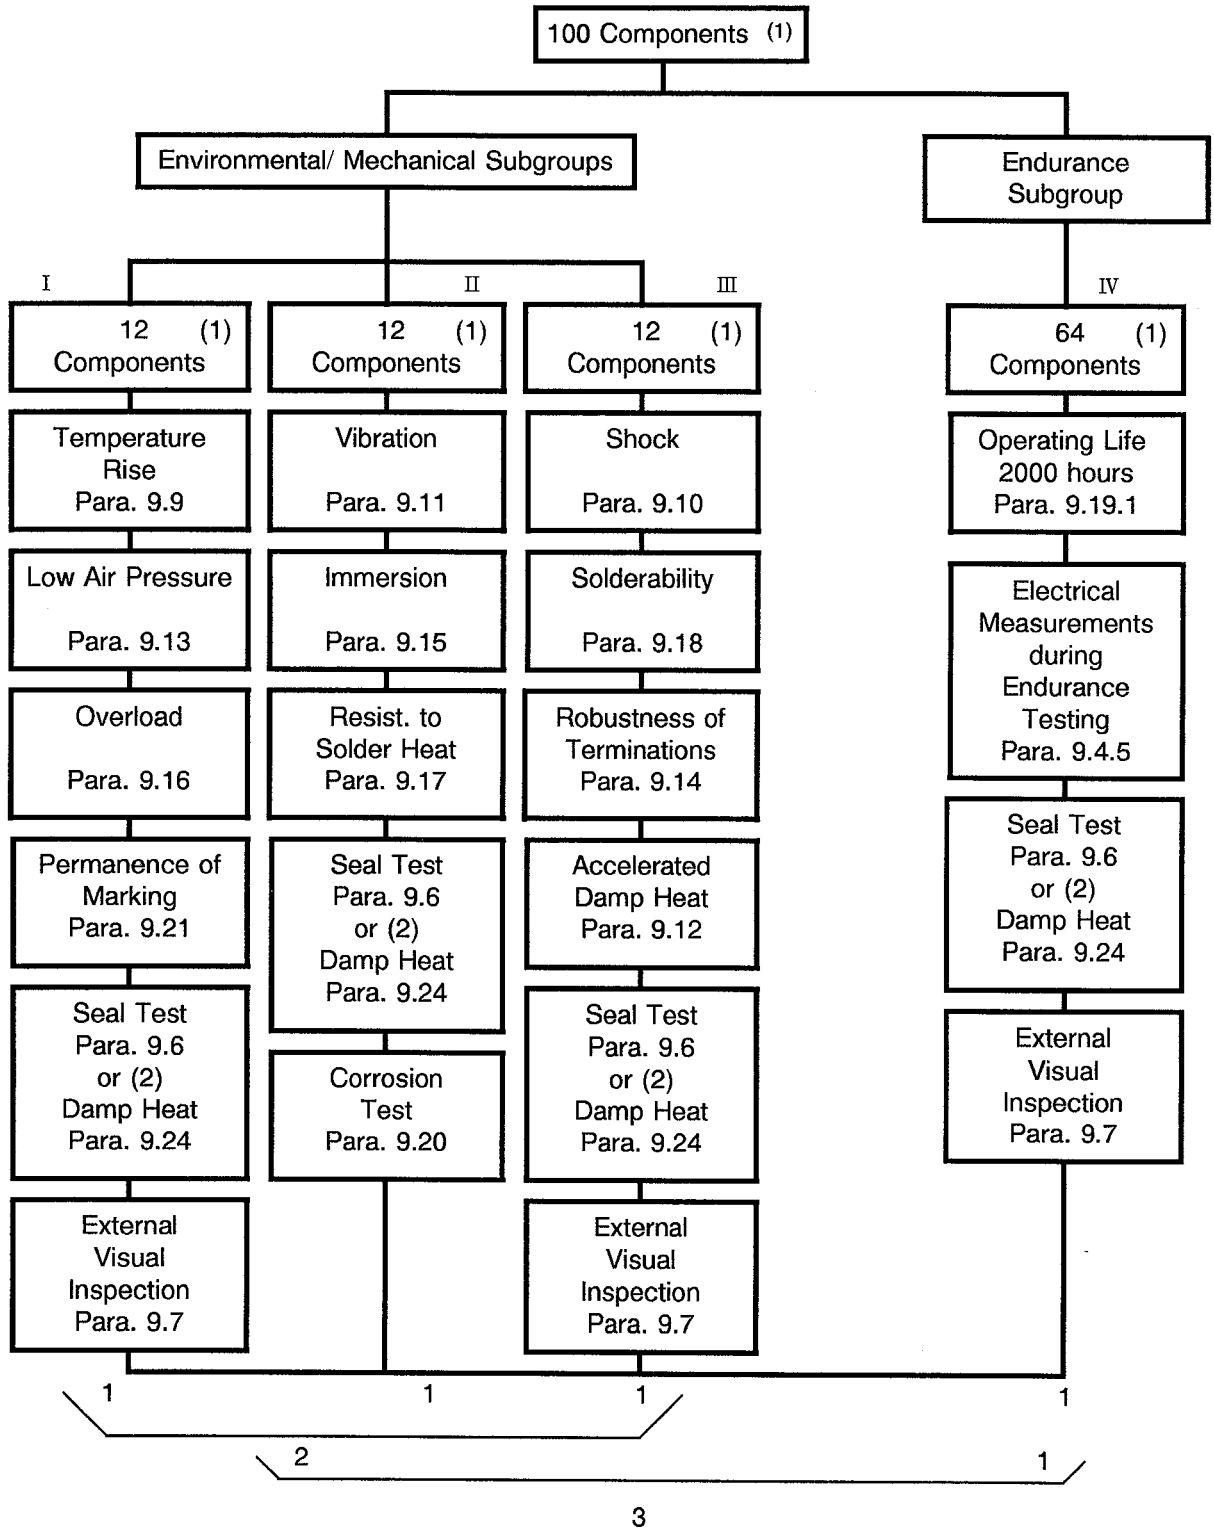 100 Components (1)
Environmental/ Mechanical Subgroups
Endurance
Subgroup
I
12 (1)
Components
Temperature
Rise
Para. 9.9
Low Air Pressure
Para. 9.13
Overload
Para. 9.16
Permanence of
Marking
Para. 9.21
Seal Test
Para. 9.6
or (2)
Damp Heat
Para. 9.24
External
Visual
Inspection
Para. 9.7
II
12 (1)
Components
Vibration
Para. 9.11
Immersion
Para. 9.15
Resist. to
Solder Heat
Para. 9.17
Seal Test
Para. 9.6
or (2)
Damp Heat
Para. 9.24
Corrosion
Test
Para. 9.20
III
12 (1)
Components
Shock
Para. 9.10
Solderability
Para. 9.18
Robustness of
Terminations
Para. 9.14
Accelerated
Damp Heat
Para. 9.12
Seal Test
Para. 9.6
or (2)
Damp Heat
Para. 9.24
External
Visual
Inspection
Para. 9.7
IV
64 (1)
Components
Operating Life
2000 hours
Para. 9.19.1
Electrical
Measurements
during
Endurance
Testing
Para. 9.4.5
Seal Test
Para. 9.6
or (2)
Damp Heat
Para. 9.24
External
Visual
Inspection
Para. 9.7
1 1 1 1
2 1
3